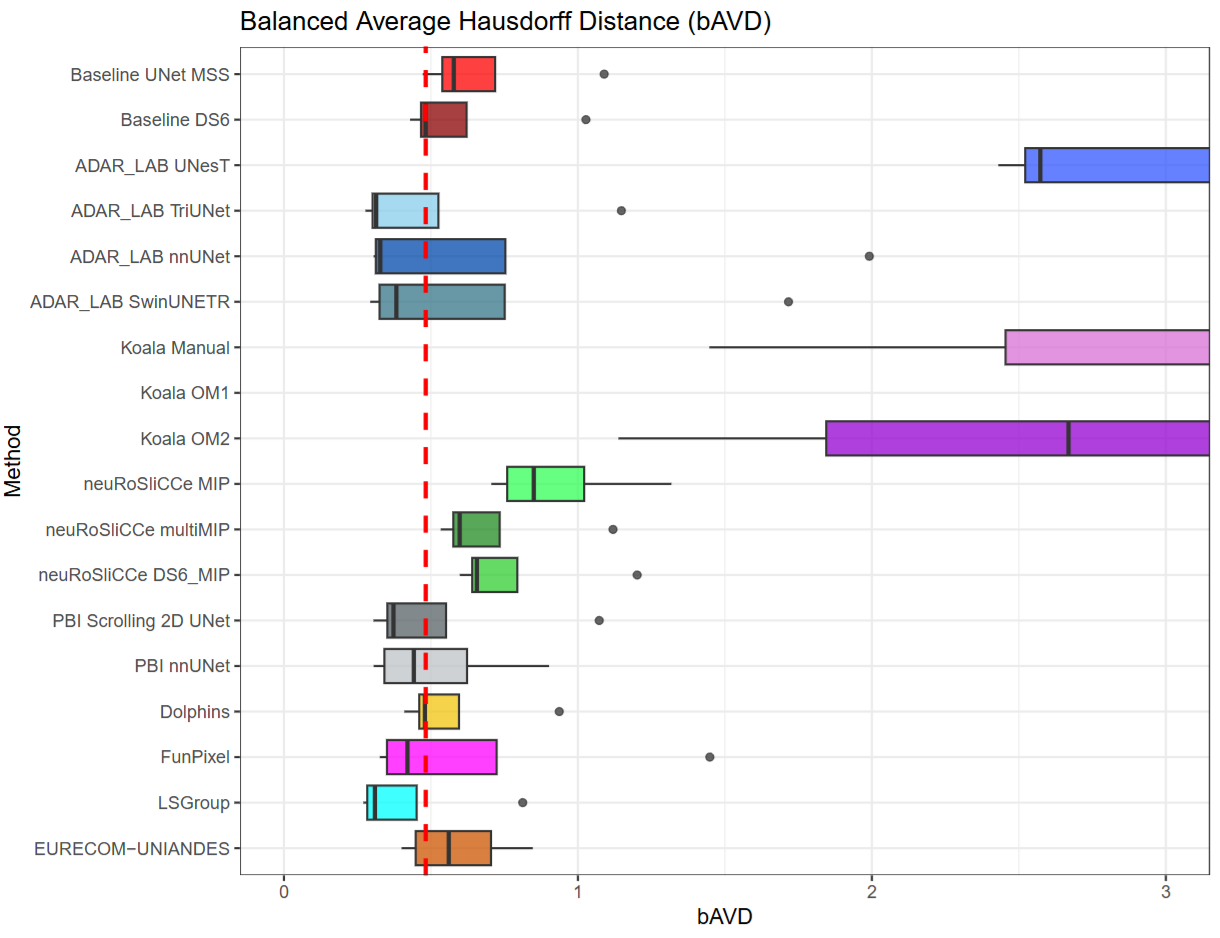 Balanced Average Hausdorff Distance (bAVD)
Baseline UNet MSS
Baseline DS6
ADAR_LAB UNesT
ADAR_LAB TriUNet
ADAR_LAB nnUNet
ADAR_LAB SwinUNETR
Koala Manual
Koala OM1
Koala OM2
neuRoSliCCe MIP
neuRoSliCCe multiMIP
neuRoSliCCe DS6_MIP
PBI Scrolling 2D UNet
PBI nnUNet
Dolphins
FunPixel
LSGroup
EURECOM−UNIANDES
Method
0 1 2 3
bAVD